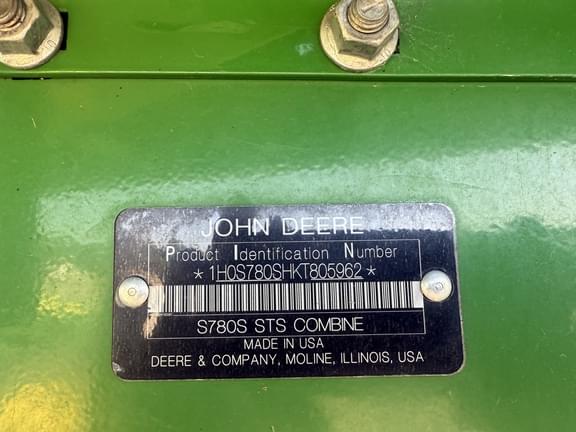 JOHN DEERE
Product Identification Number
*1H0S780SHKT805962*
S780S STS COMBINE
MADE IN USA
DEERE & COMPANY, MOLINE, ILLINOIS, USA